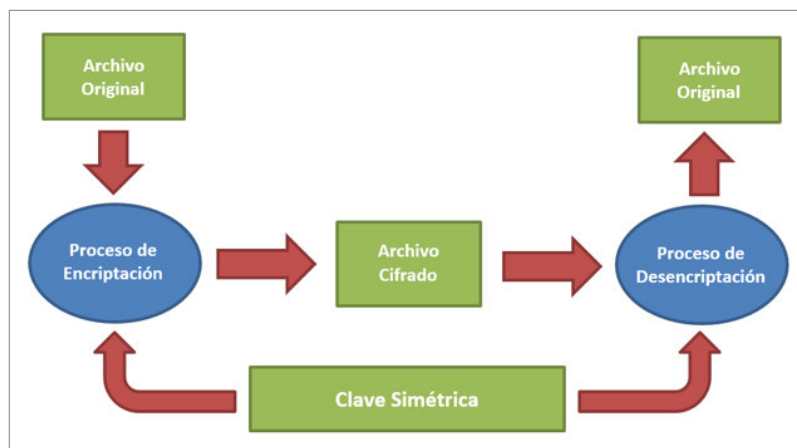 Archivo
Original
Archivo
Original
Proceso de
Encriptación
Archivo
Cifrado
Proceso de
Desencriptación
Clave Simétrica